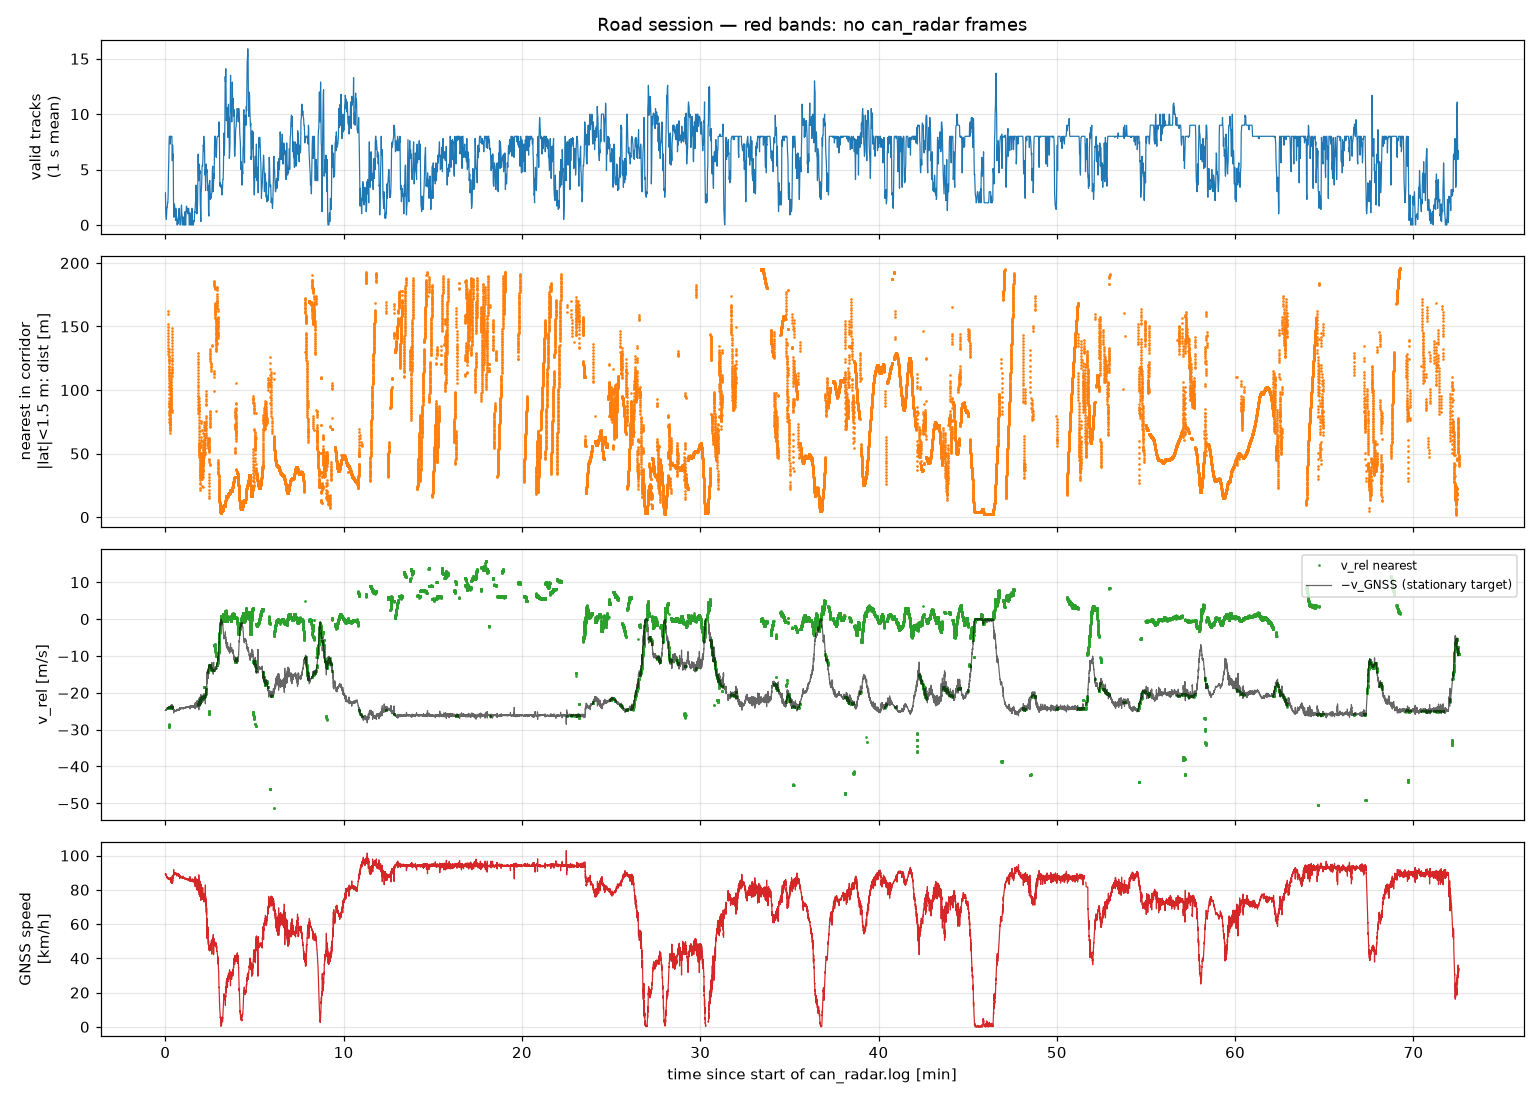 Road session — red bands: no can_radar frames
valid tracks
(1 s mean)
15
10
5
0
nearest in corridor
|lat|<1.5 m: dist [m]
200
150
100
50
0
v_rel [m/s]
10
0
−10
−20
−30
−40
−50
v_rel nearest
−v_GNSS (stationary target)
GNSS speed
[km/h]
100
80
60
40
20
0
0 10 20 30 40 50 60 70
time since start of can_radar.log [min]